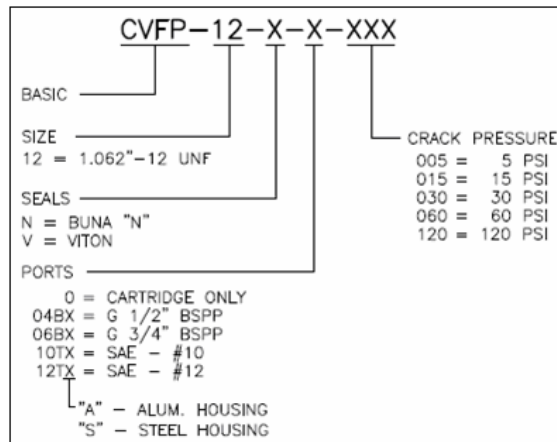 CVFP-12-X-X-XXX
BASIC
SIZE
12 = 1.062"-12 UNF
SEALS
N = BUNA "N"
V = VITON
PORTS
0 = CARTRIDGE ONLY
04BX = G 1/2" BSPP
06BX = G 3/4" BSPP
10TX = SAE - #10
12TX = SAE - #12
"A" - ALUM. HOUSING
"S" - STEEL HOUSING
CRACK PRESSURE
005 = 5 PSI
015 = 15 PSI
030 = 30 PSI
060 = 60 PSI
120 = 120 PSI